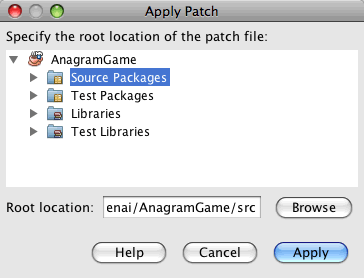 Apply Patch
Specify the root location of the patch file:
AnagramGame
Source Packages
Test Packages
Libraries
Test Libraries
Root location: enai/AnagramGame/src Browse
Help Cancel Apply